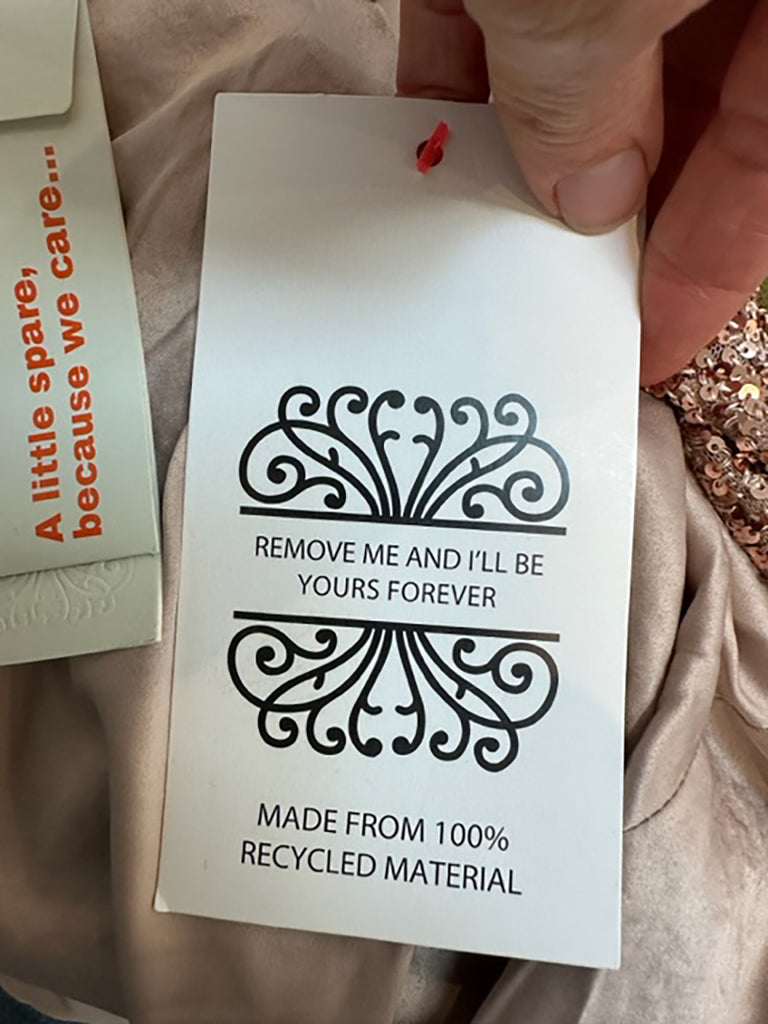 A little spare,
because we care...
REMOVE ME AND I'LL BE
YOURS FOREVER
MADE FROM 100%
RECYCLED MATERIAL